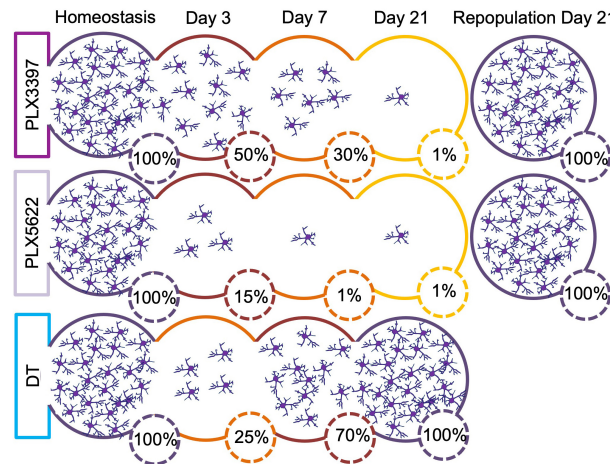 Homeostasis Day 3 Day 7 Day 21 Repopulation Day 21
PLX3397
100% 50% 30% 1% 100%
PLX5622
100% 15% 1% 1% 100%
DT
100% 25% 70% 100%